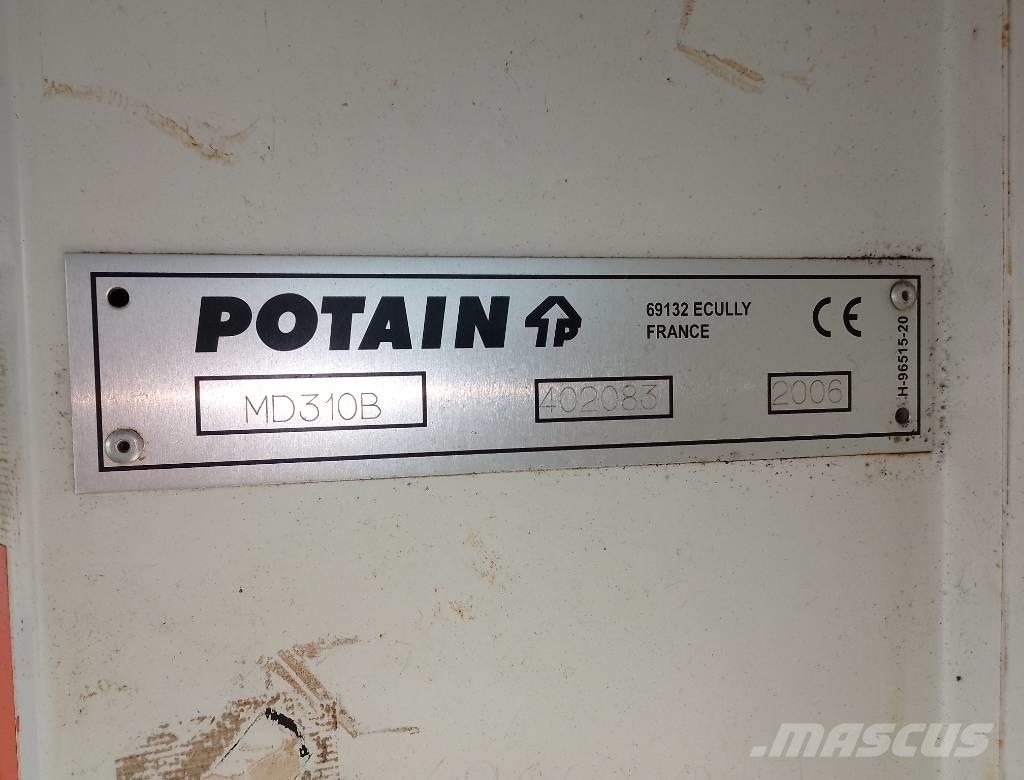 POTAIN
69132 ECULLY
FRANCE
CE
MD310B
402083
2006
H-96515-20
.MASCUS